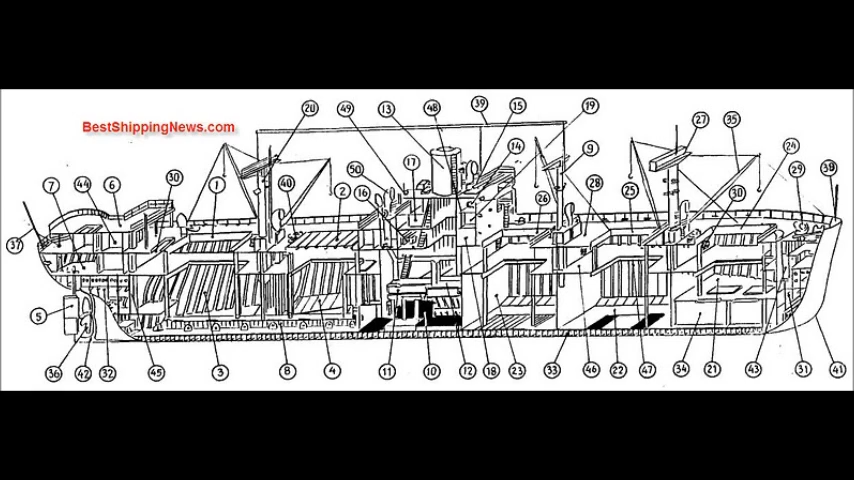 20 49 13 48 39 15 19 27 35
BestShippingNews.com
14 9 24
7 44 6 30 1 50 17 16 40 2 26 28 25 30 29 39
37
5
36 42 32 45 3 8 4 11 10 12 18 23 33 46 22 47 34 21 43 31 41